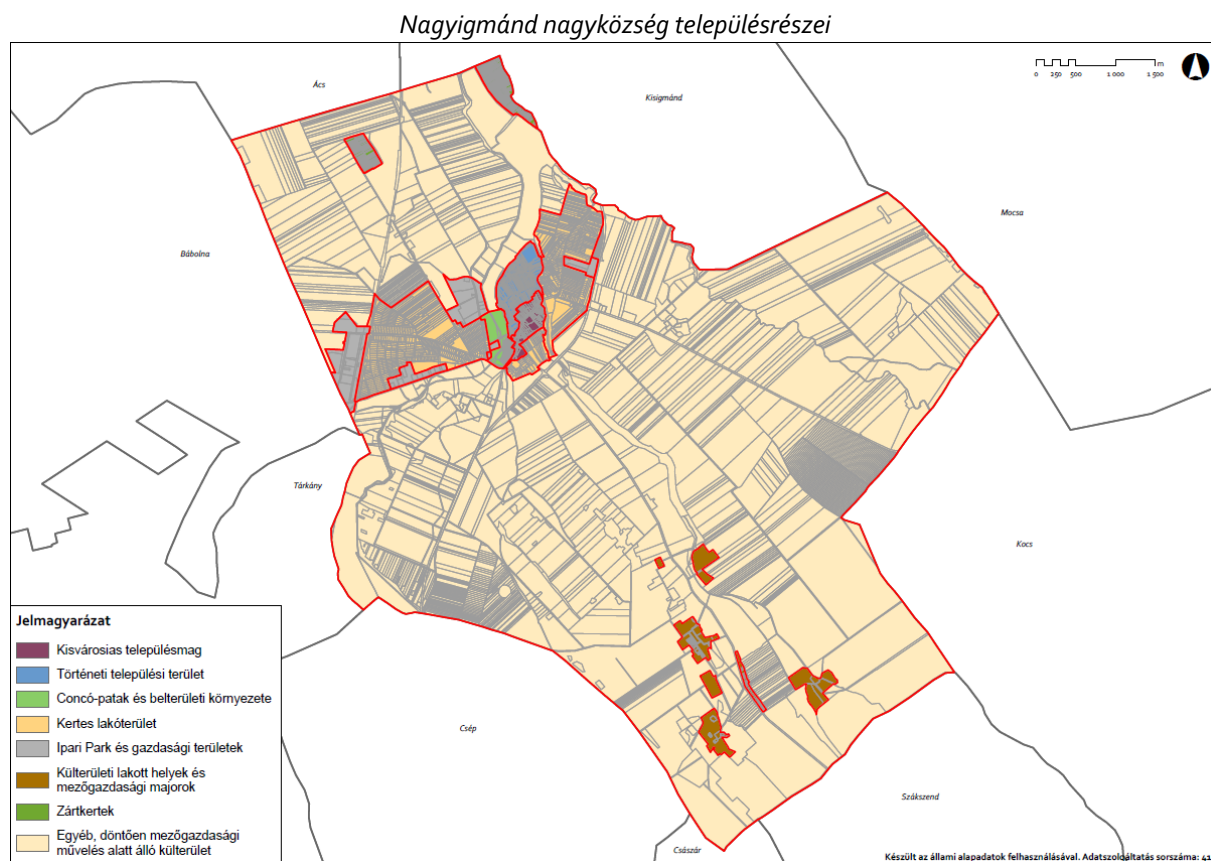 Nagyigmánd nagyközség településrészei
Ács
Kisigmánd
0 250 500 1 000 1 500 m
Mocsa
Bábolna
Tárkány
Kocs
Csép
Szákszend
Császár
Jelmagyarázat
Kisvárosias településmag
Történeti települési terület
Concó-patak és belterületi környezete
Kertes lakóterület
Ipari Park és gazdasági területek
Külterületi lakott helyek és
mezőgazdasági majorok
Zártkertek
Egyéb, döntően mezőgazdasági
művelés alatt álló külterület
Készült az állami alapadatok felhasználásával. Adatszolgáltatás sorszáma: